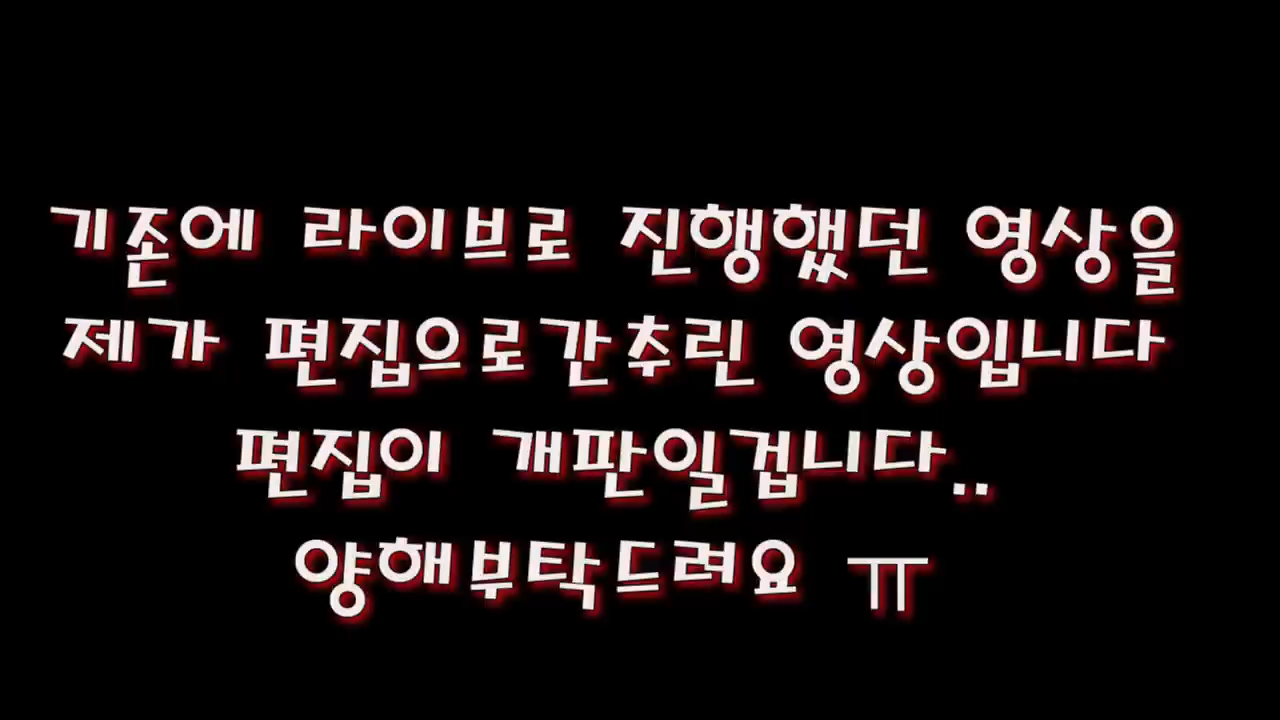 기존에 라이브로 진행했던 영상을
제가 편집으로간추린 영상입니다
편집이 개판일겁니다..
양해부탁드려요 ㅠ